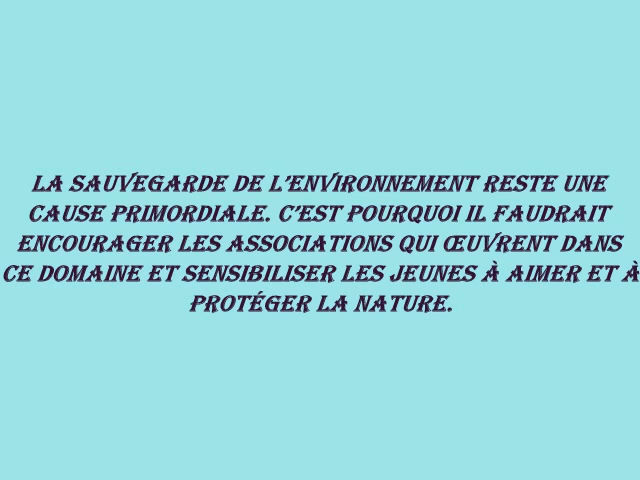 La sauvegarde de l’environnement reste une
cause primordiale. C’est pourquoi il faudrait
encourager les associations qui œuvrent dans
ce domaine et sensibiliser les jeunes à aimer et à
protéger la nature.